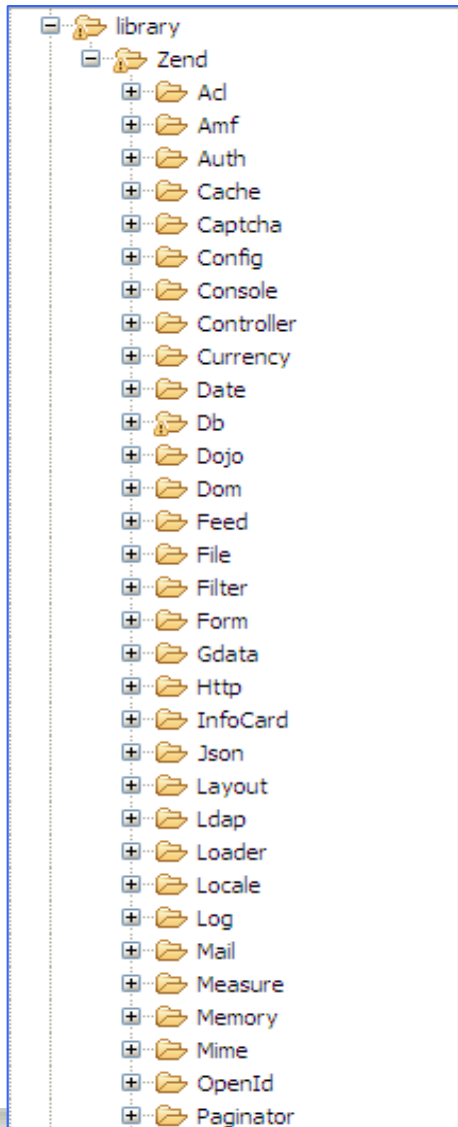 library
Zend
Acl
Amf
Auth
Cache
Captcha
Config
Console
Controller
Currency
Date
Db
Dojo
Dom
Feed
File
Filter
Form
Gdata
Http
InfoCard
Json
Layout
Ldap
Loader
Locale
Log
Mail
Measure
Memory
Mime
OpenId
Paginator